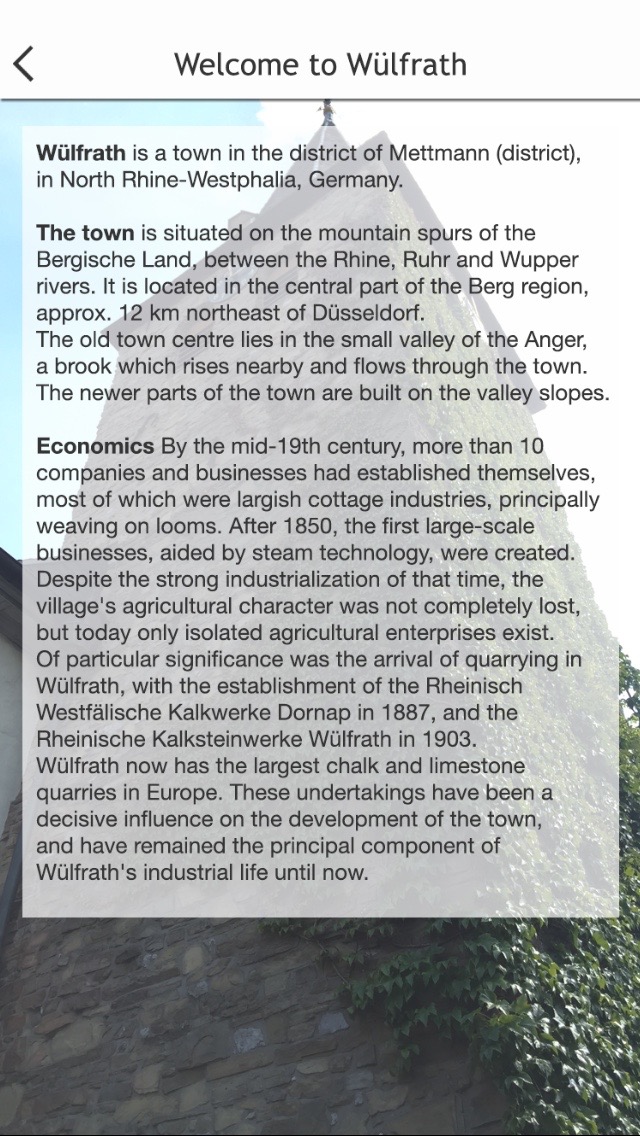 Welcome to Wülfrath
Wülfrath is a town in the district of Mettmann (district),
in North Rhine-Westphalia, Germany.
The town is situated on the mountain spurs of the
Bergische Land, between the Rhine, Ruhr and Wupper
rivers. It is located in the central part of the Berg region,
approx. 12 km northeast of Düsseldorf.
The old town centre lies in the small valley of the Anger,
a brook which rises nearby and flows through the town.
The newer parts of the town are built on the valley slopes.
Economics By the mid-19th century, more than 10
companies and businesses had established themselves,
most of which were largish cottage industries, principally
weaving on looms. After 1850, the first large-scale
businesses, aided by steam technology, were created.
Despite the strong industrialization of that time, the
village's agricultural character was not completely lost,
but today only isolated agricultural enterprises exist.
Of particular significance was the arrival of quarrying in
Wülfrath, with the establishment of the Rheinisch
Westfälische Kalkwerke Dornap in 1887, and the
Rheinische Kalksteinwerke Wülfrath in 1903.
Wülfrath now has the largest chalk and limestone
quarries in Europe. These undertakings have been a
decisive influence on the development of the town,
and have remained the principal component of
Wülfrath's industrial life until now.